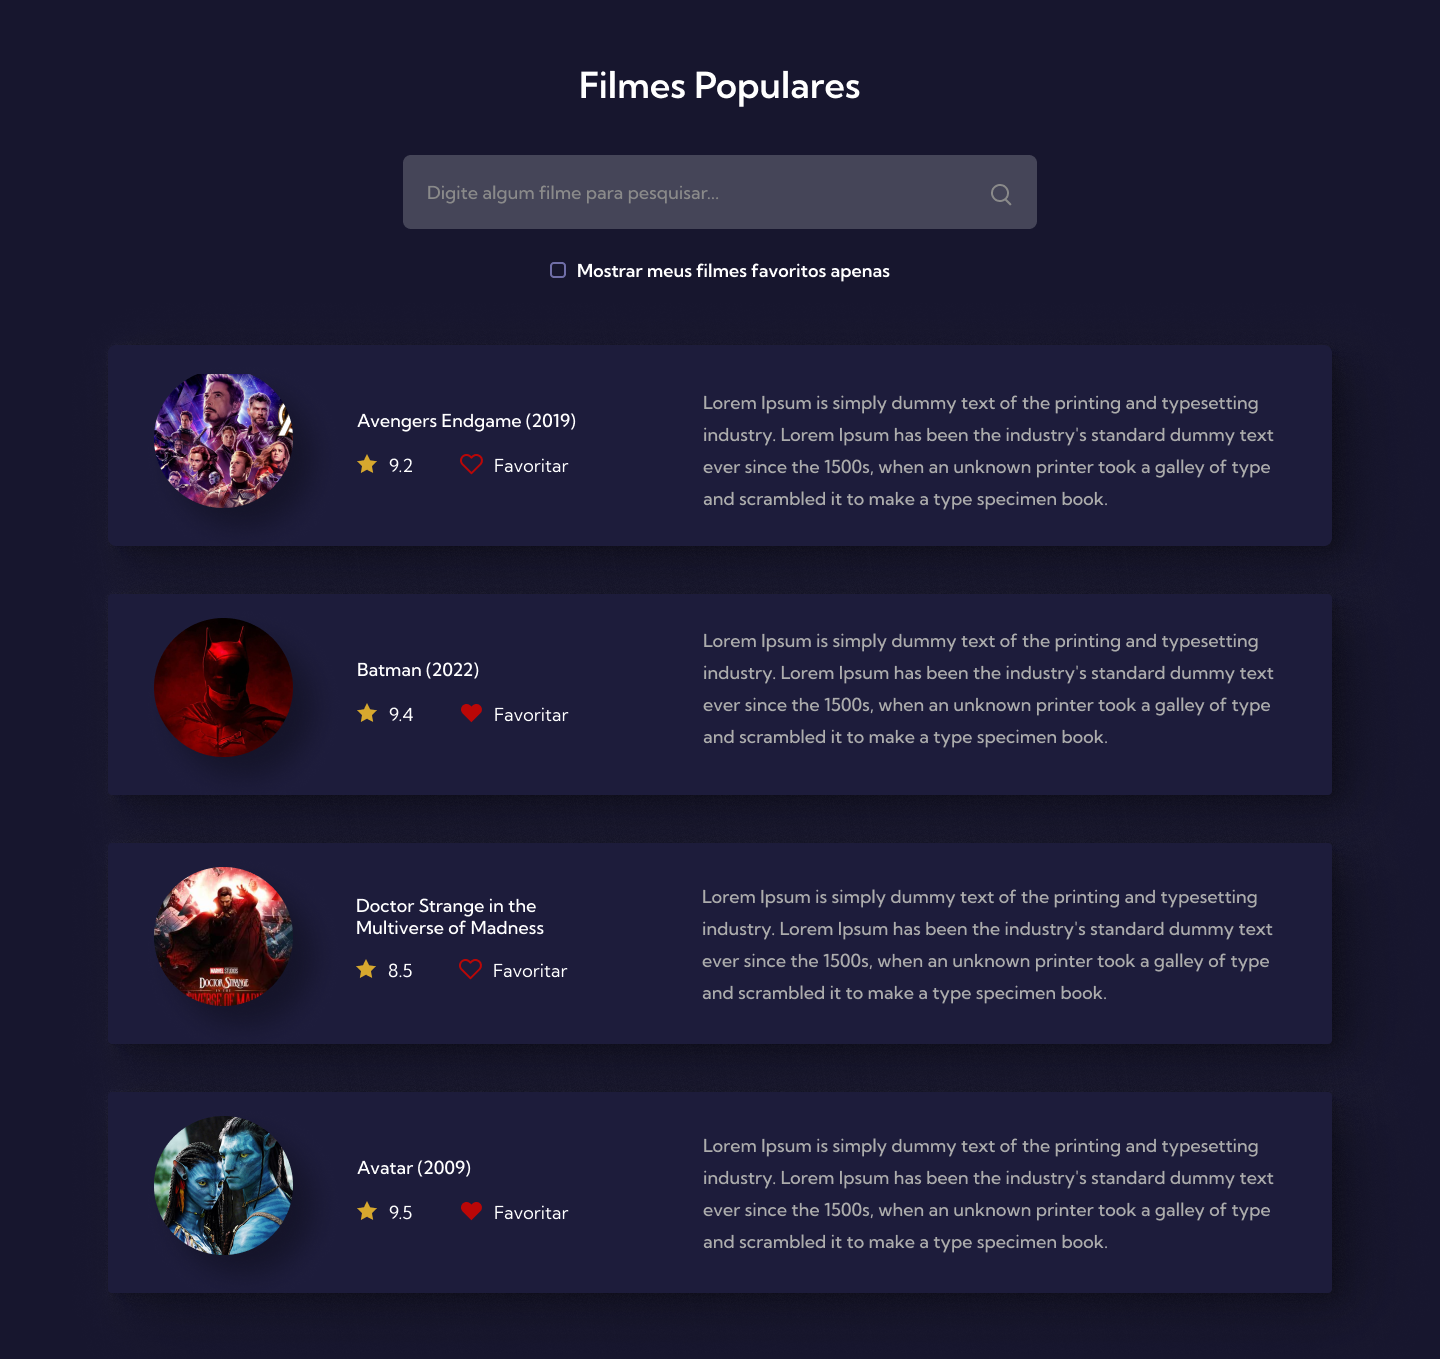 Filmes Populares
Digite algum filme para pesquisar...
Mostrar meus filmes favoritos apenas
Avengers Endgame (2019)
9.2 Favoritar
Lorem Ipsum is simply dummy text of the printing and typesetting
industry. Lorem Ipsum has been the industry's standard dummy text
ever since the 1500s, when an unknown printer took a galley of type
and scrambled it to make a type specimen book.
Batman (2022)
9.4 Favoritar
Lorem Ipsum is simply dummy text of the printing and typesetting
industry. Lorem Ipsum has been the industry's standard dummy text
ever since the 1500s, when an unknown printer took a galley of type
and scrambled it to make a type specimen book.
MARVEL STUDIOS
DOCTOR STRANGE
IN THE
Doctor Strange in the
Multiverse of Madness
8.5 Favoritar
Lorem Ipsum is simply dummy text of the printing and typesetting
industry. Lorem Ipsum has been the industry's standard dummy text
ever since the 1500s, when an unknown printer took a galley of type
and scrambled it to make a type specimen book.
Avatar (2009)
9.5 Favoritar
Lorem Ipsum is simply dummy text of the printing and typesetting
industry. Lorem Ipsum has been the industry's standard dummy text
ever since the 1500s, when an unknown printer took a galley of type
and scrambled it to make a type specimen book.